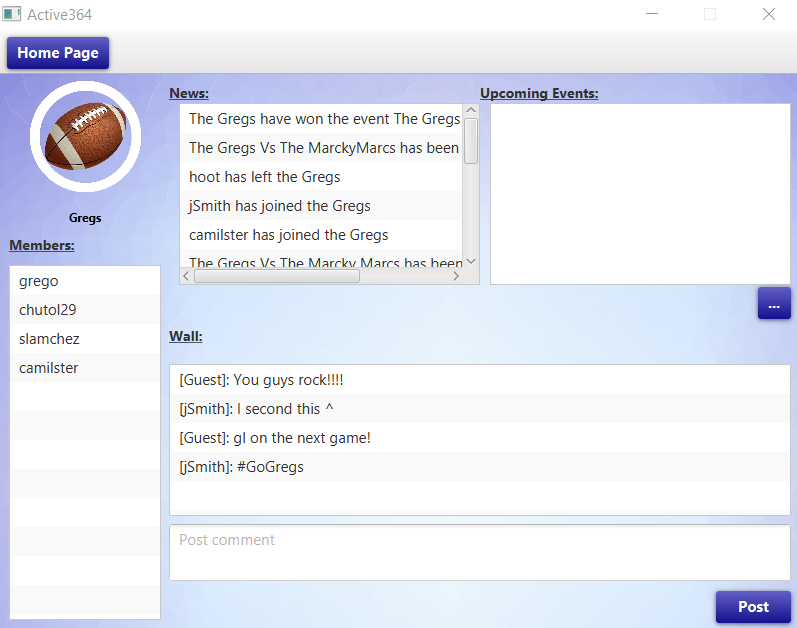 Active364
Home Page
Gregs
Members:
grego
chutol29
slamchez
camilster
News:
The Gregs have won the event The Gregs
The Gregs Vs The MarckyMarcs has been
hoot has left the Gregs
jSmith has joined the Gregs
camilster has joined the Gregs
The Gregs Vs The Marcky Marcs has been
Upcoming Events:
...
Wall:
[Guest]: You guys rock!!!!
[jSmith]: I second this ^
[Guest]: gl on the next game!
[jSmith]: #GoGregs
Post comment
Post